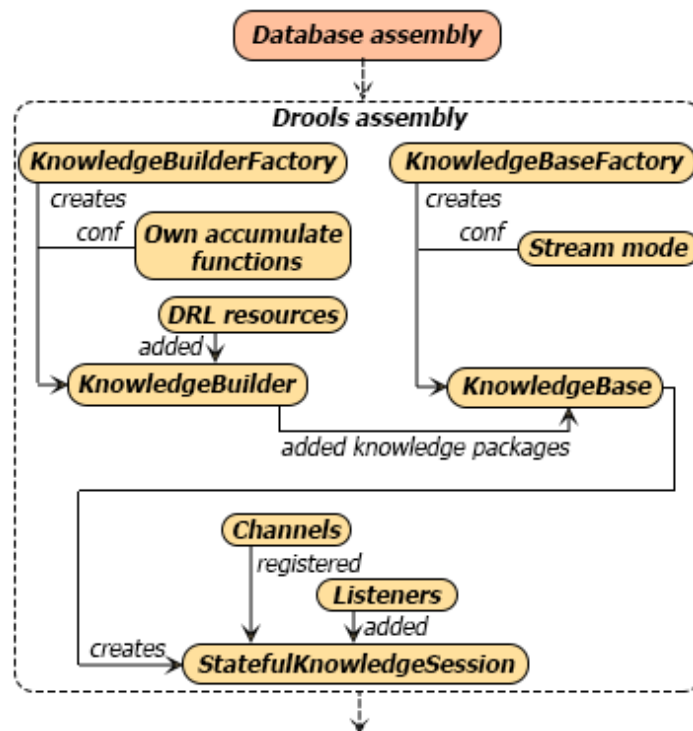 Database assembly
Drools assembly
KnowledgeBuilderFactory
KnowledgeBaseFactory
creates
creates
conf
Own accumulate
functions
conf
Stream mode
DRL resources
added
KnowledgeBuilder
KnowledgeBase
added knowledge packages
Channels
registered
Listeners
added
creates
StatefulKnowledgeSession